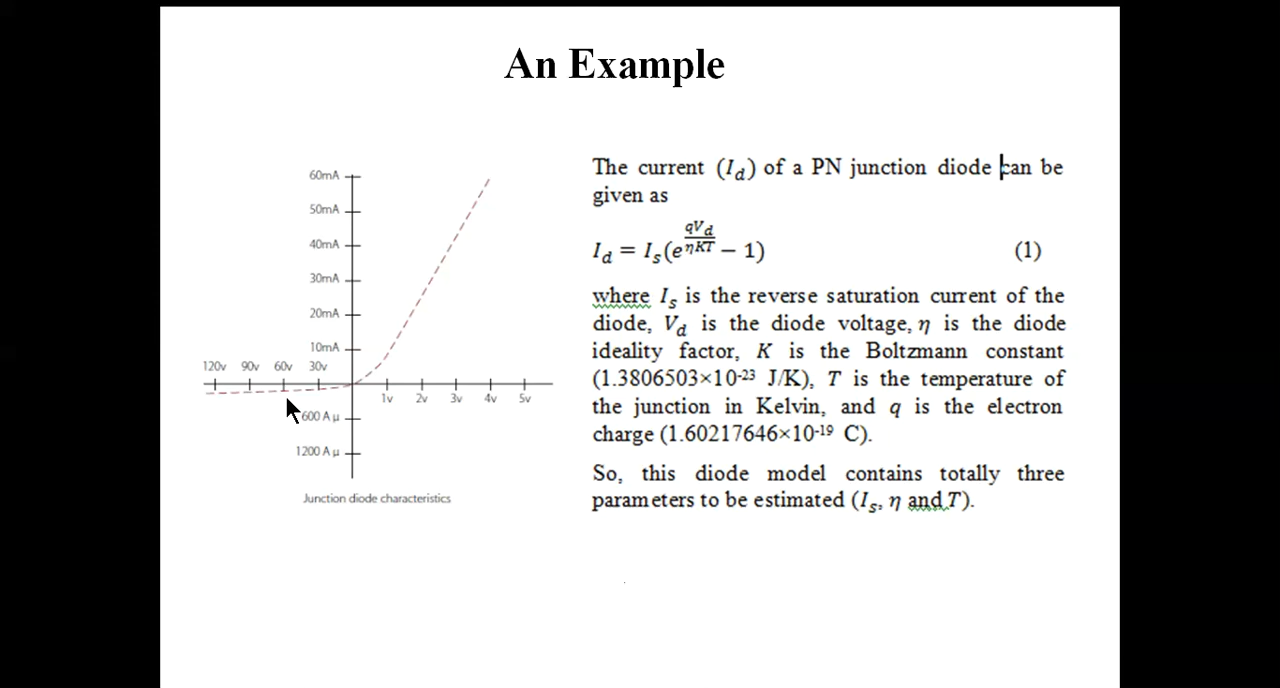 An Example
60mA
50mA
40mA
30mA
20mA
10mA
120v 90v 60v 30v
1v 2v 3v 4v 5v
600 A μ
1200 A μ
Junction diode characteristics
The current (I_d) of a PN junction diode can be
given as
I_d = I_s(e^{qV_d/ηKT} − 1) (1)
where I_s is the reverse saturation current of the
diode, V_d is the diode voltage, η is the diode
ideality factor, K is the Boltzmann constant
(1.3806503×10⁻²³ J/K), T is the temperature of
the junction in Kelvin, and q is the electron
charge (1.60217646×10⁻¹⁹ C).
So, this diode model contains totally three
parameters to be estimated (I_s, η and T).